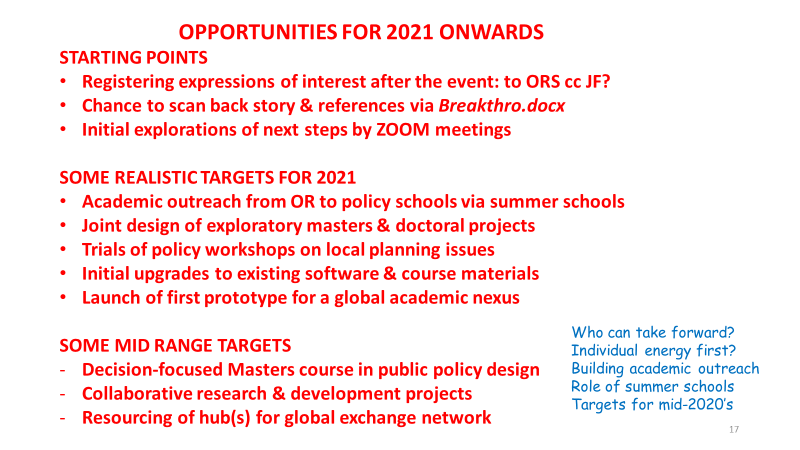 OPPORTUNITIES FOR 2021 ONWARDS
STARTING POINTS
• Registering expressions of interest after the event: to ORS cc JF?
• Chance to scan back story & references via Breakthro.docx
• Initial explorations of next steps by ZOOM meetings
SOME REALISTIC TARGETS FOR 2021
• Academic outreach from OR to policy schools via summer schools
• Joint design of exploratory masters & doctoral projects
• Trials of policy workshops on local planning issues
• Initial upgrades to existing software & course materials
• Launch of first prototype for a global academic nexus
SOME MID RANGE TARGETS
- Decision-focused Masters course in public policy design
- Collaborative research & development projects
- Resourcing of hub(s) for global exchange network
Who can take forward?
Individual energy first?
Building academic outreach
Role of summer schools
Targets for mid-2020's
17